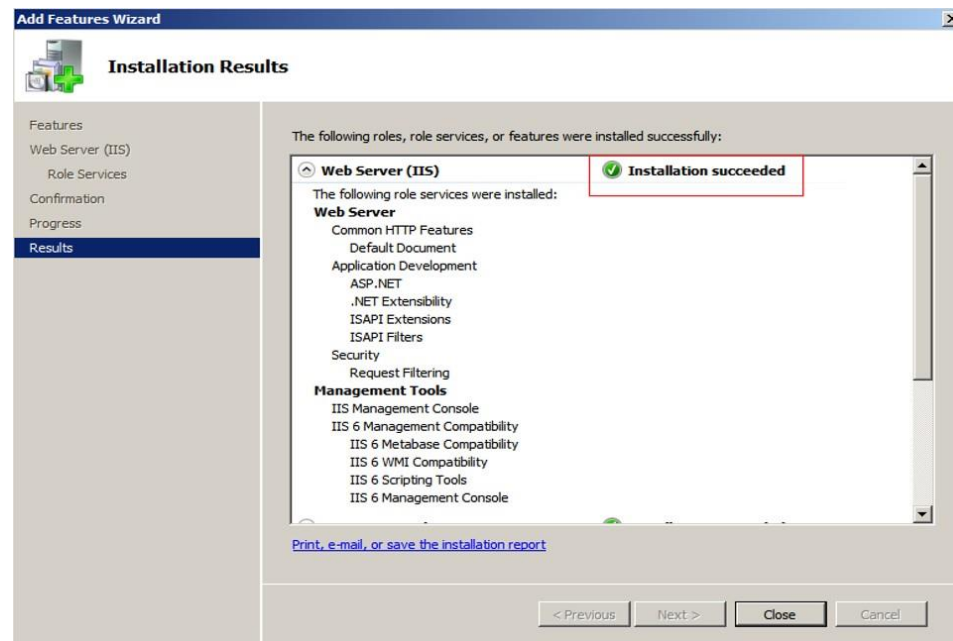 Add Features Wizard
Installation Results
Features
Web Server (IIS)
Role Services
Confirmation
Progress
Results
The following roles, role services, or features were installed successfully:
Web Server (IIS) Installation succeeded
The following role services were installed:
Web Server
Common HTTP Features
Default Document
Application Development
ASP.NET
.NET Extensibility
ISAPI Extensions
ISAPI Filters
Security
Request Filtering
Management Tools
IIS Management Console
IIS 6 Management Compatibility
IIS 6 Metabase Compatibility
IIS 6 WMI Compatibility
IIS 6 Scripting Tools
IIS 6 Management Console
Print, e-mail, or save the installation report
< Previous Next > Close Cancel